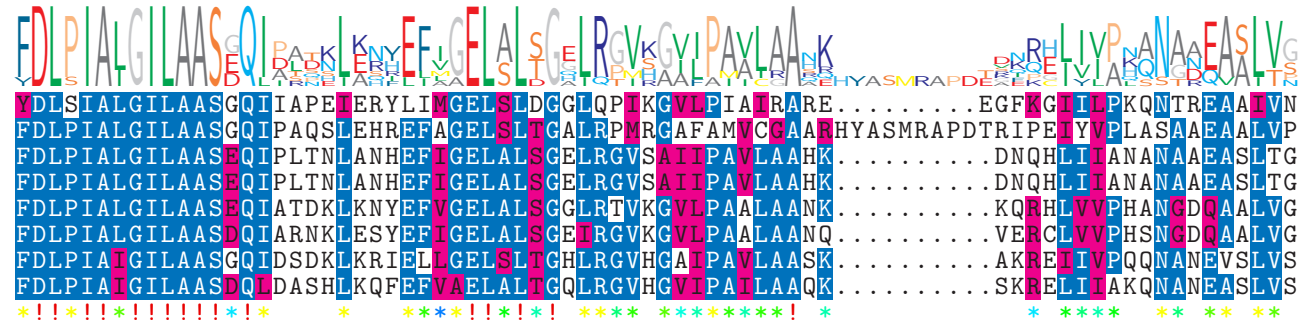 YDLSIALGILAASGQIIAPEIERYLIMGELSLDGGLQPIKGVLPIAIRARE.........EGFKGIILPKQNTREAAIVN
FDLPIALGILAASGQIPAQSLEHREFAGELSLTGALRPMRGAFAMVCGAARHYASMRAPDTRIPEIYVPLASAAEAALVP
FDLPIALGILAASEQIPLTNLANHEFIGELALSGELRGVSAIIPAVLAAHK..........DNQHLIIANANAAEASLTG
FDLPIALGILAASEQIPLTNLANHEFIGELALSGELRGVSAIIPAVLAAHK..........DNQHLIIANANAAEASLTG
FDLPIALGILAASEQIATDKLKNYEFVGELALSGGLRTVKGVLPAALAANK..........KQRHLVVPHANGDQAALVG
FDLPIALGILAASDQIARNKLESYEFIGELALSGEIRGVKGVLPAALAANQ..........VERCLVVPHSNGDQAALVG
FDLPIAIGILAASGQIDSDKLKRIELLGELSLTGHLRGVHGAIPAVLAASK..........AKREIIVPQQNANEVSLVS
FDLPIAIGILAASDQLDASHLKQFEFVAELALTGQLRGVHGVIPAILAAQK..........SKRELIIAKQNANEASLVS